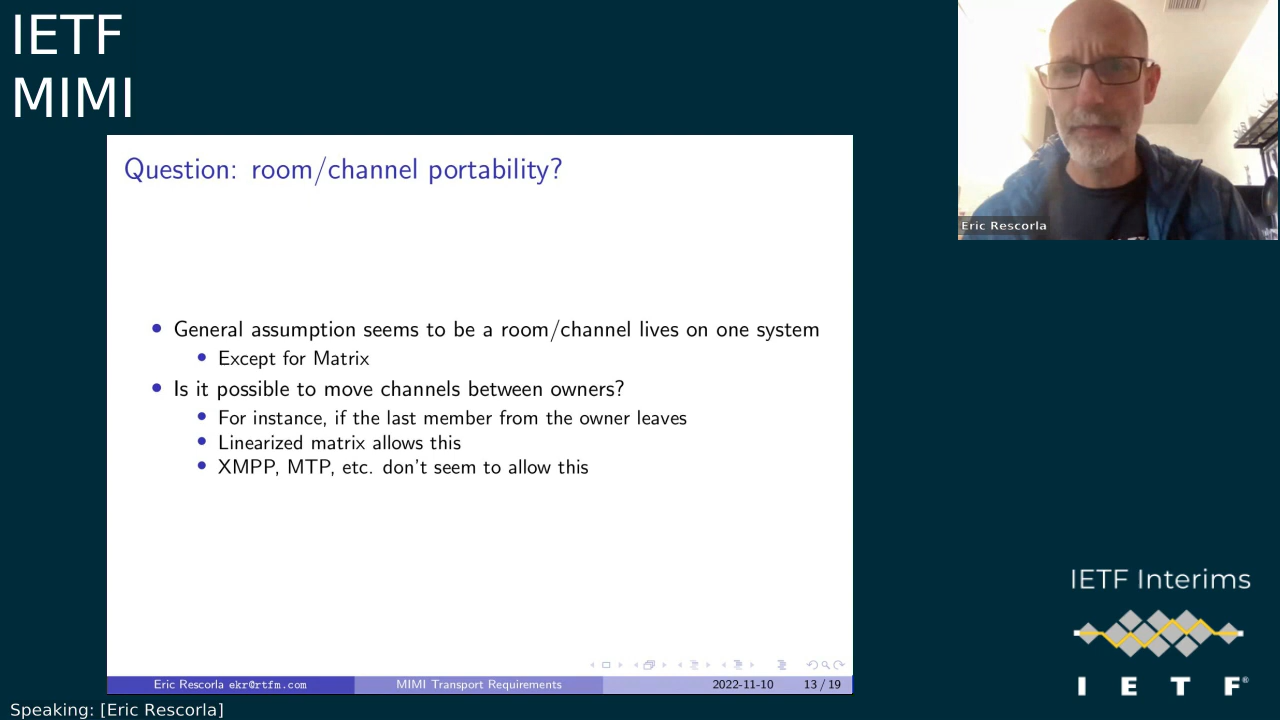 IETF
MIMI
Eric Rescorla
Question: room/channel portability?
• General assumption seems to be a room/channel lives on one system
• Except for Matrix
• Is it possible to move channels between owners?
• For instance, if the last member from the owner leaves
• Linearized matrix allows this
• XMPP, MTP, etc. don't seem to allow this
Eric Rescorla ekr@rtfm.com MIMI Transport Requirements 2022-11-10 13 / 19
IETF Interims
I E T F®
Speaking: [Eric Rescorla]